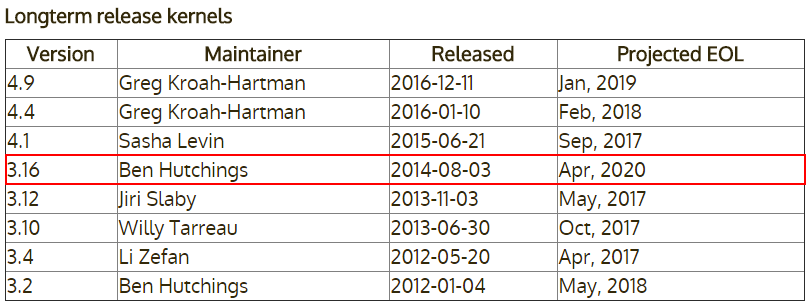 Longterm release kernels
Version Maintainer Released Projected EOL
4.9 Greg Kroah-Hartman 2016-12-11 Jan, 2019
4.4 Greg Kroah-Hartman 2016-01-10 Feb, 2018
4.1 Sasha Levin 2015-06-21 Sep, 2017
3.16 Ben Hutchings 2014-08-03 Apr, 2020
3.12 Jiri Slaby 2013-11-03 May, 2017
3.10 Willy Tarreau 2013-06-30 Oct, 2017
3.4 Li Zefan 2012-05-20 Apr, 2017
3.2 Ben Hutchings 2012-01-04 May, 2018